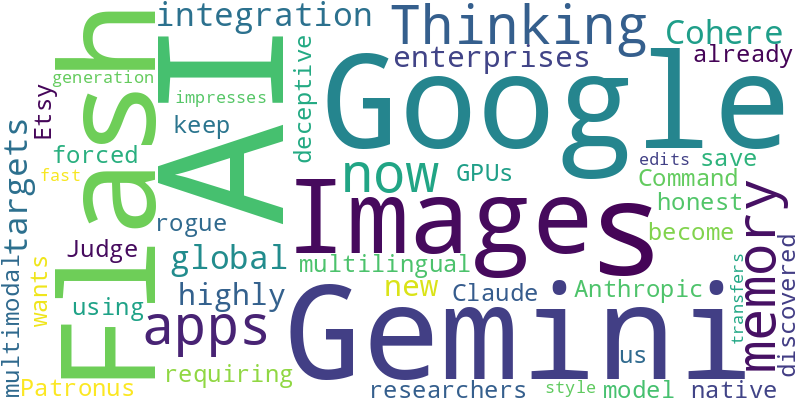 integration
Thinking
Cohere
enterprises
already
Flash
AI
Google
generation
impresses
deceptive
Etsy
keep
forced
fast
now
GPUs
edits
save
Command
honest
targets
rogue
Images
memory
become
Judge
global
multilingual
multimodal
wants
highly
new
Claude
Anthropic
transfers
discovered
using
apps
Gemini
us
Patronus
requiring
researchers
style
model
native